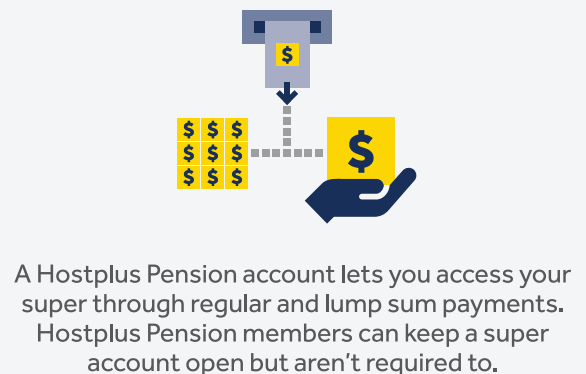 $
$ $ $
$ $ $
$ $ $
$
A Hostplus Pension account lets you access your
super through regular and lump sum payments.
Hostplus Pension members can keep a super
account open but aren't required to.